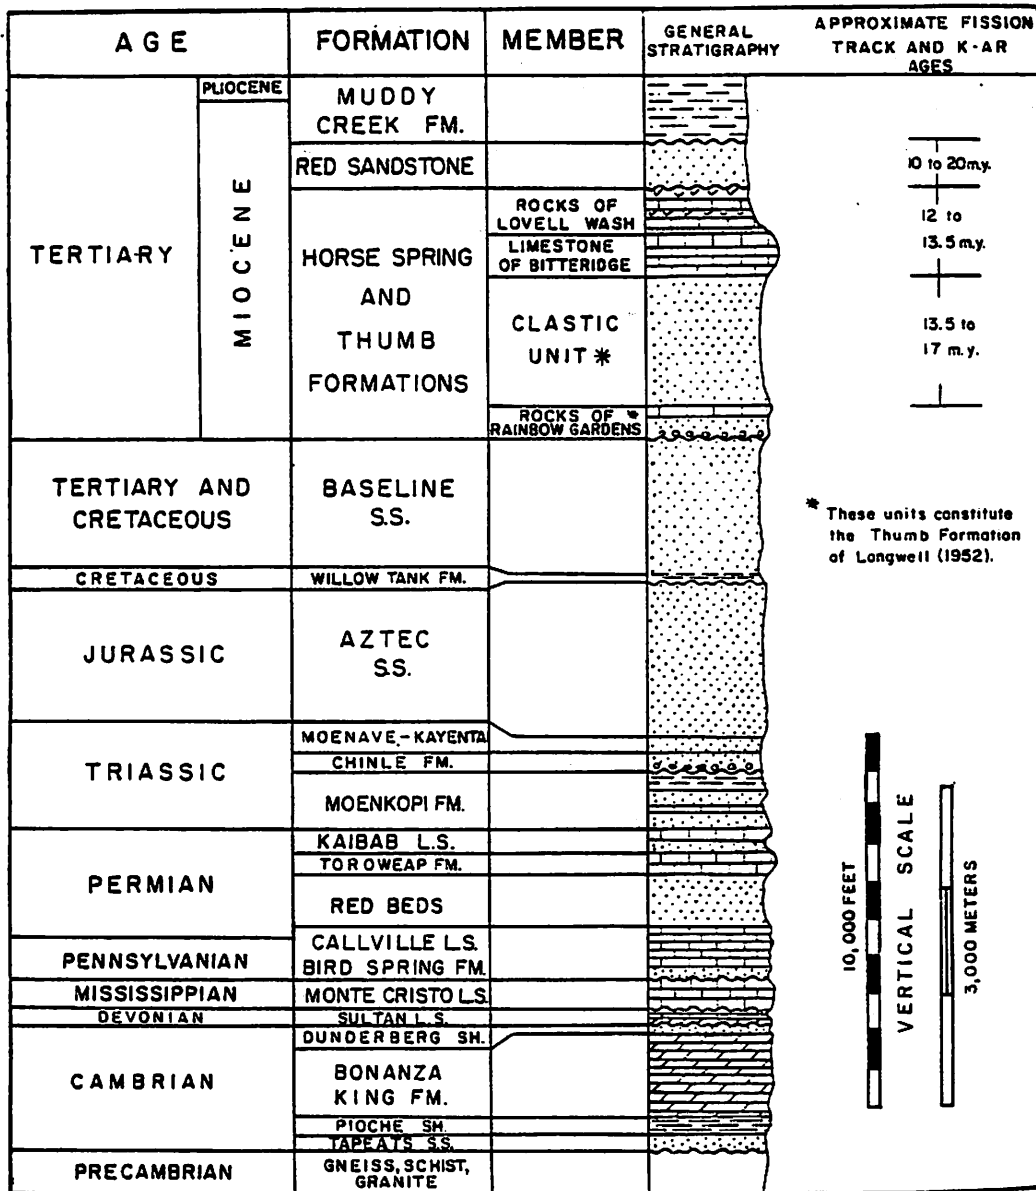 AGE
FORMATION
MEMBER
GENERAL
STRATIGRAPHY
APPROXIMATE FISSION
TRACK AND K-AR
AGES
TERTIARY
PLIOCENE
MIOCENE
MUDDY
CREEK FM.
RED SANDSTONE
10 to 20 m.y.
HORSE SPRING
AND
THUMB
FORMATIONS
ROCKS OF
LOVELL WASH
12 to
13.5 m.y.
LIMESTONE
OF BITTERIDGE
CLASTIC
UNIT *
13.5 to
17 m.y.
ROCKS OF *
RAINBOW GARDENS
TERTIARY AND
CRETACEOUS
BASELINE
S.S.
* These units constitute
the Thumb Formation
of Longwell (1952).
CRETACEOUS
WILLOW TANK FM.
JURASSIC
AZTEC
S.S.
TRIASSIC
MOENAVE-KAYENTA
CHINLE FM.
MOENKOPI FM.
PERMIAN
KAIBAB L.S.
TOROWEAP FM.
RED BEDS
PENNSYLVANIAN
CALLVILLE L.S.
BIRD SPRING FM.
MISSISSIPPIAN
MONTE CRISTO L.S.
DEVONIAN
SULTAN L.S.
CAMBRIAN
DUNDERBERG SH.
BONANZA
KING FM.
PIOCHE SH.
TAPEATS S.S.
PRECAMBRIAN
GNEISS, SCHIST,
GRANITE
10,000 FEET
VERTICAL SCALE
3,000 METERS